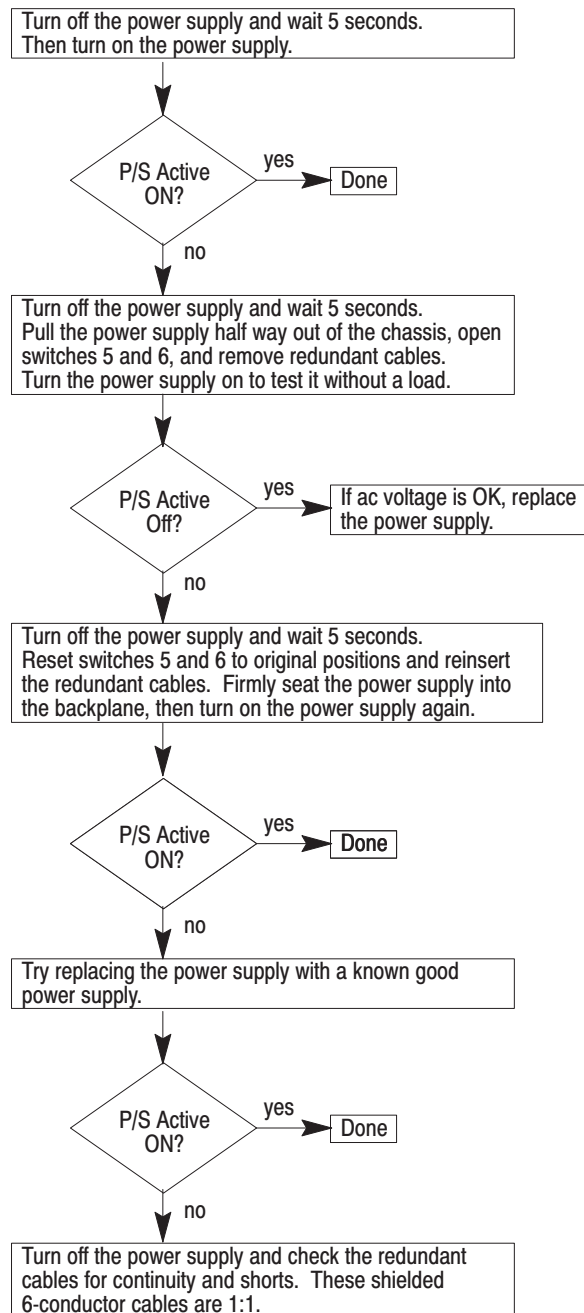 Turn off the power supply and wait 5 seconds.
Then turn on the power supply.
P/S Active
ON?
yes
Done
no
Turn off the power supply and wait 5 seconds.
Pull the power supply half way out of the chassis, open
switches 5 and 6, and remove redundant cables.
Turn the power supply on to test it without a load.
P/S Active
Off?
yes
If ac voltage is OK, replace
the power supply.
no
Turn off the power supply and wait 5 seconds.
Reset switches 5 and 6 to original positions and reinsert
the redundant cables.  Firmly seat the power supply into
the backplane, then turn on the power supply again.
P/S Active
ON?
yes
Done
no
Try replacing the power supply with a known good
power supply.
P/S Active
ON?
yes
Done
no
Turn off the power supply and check the redundant
cables for continuity and shorts.  These shielded
6-conductor cables are 1:1.